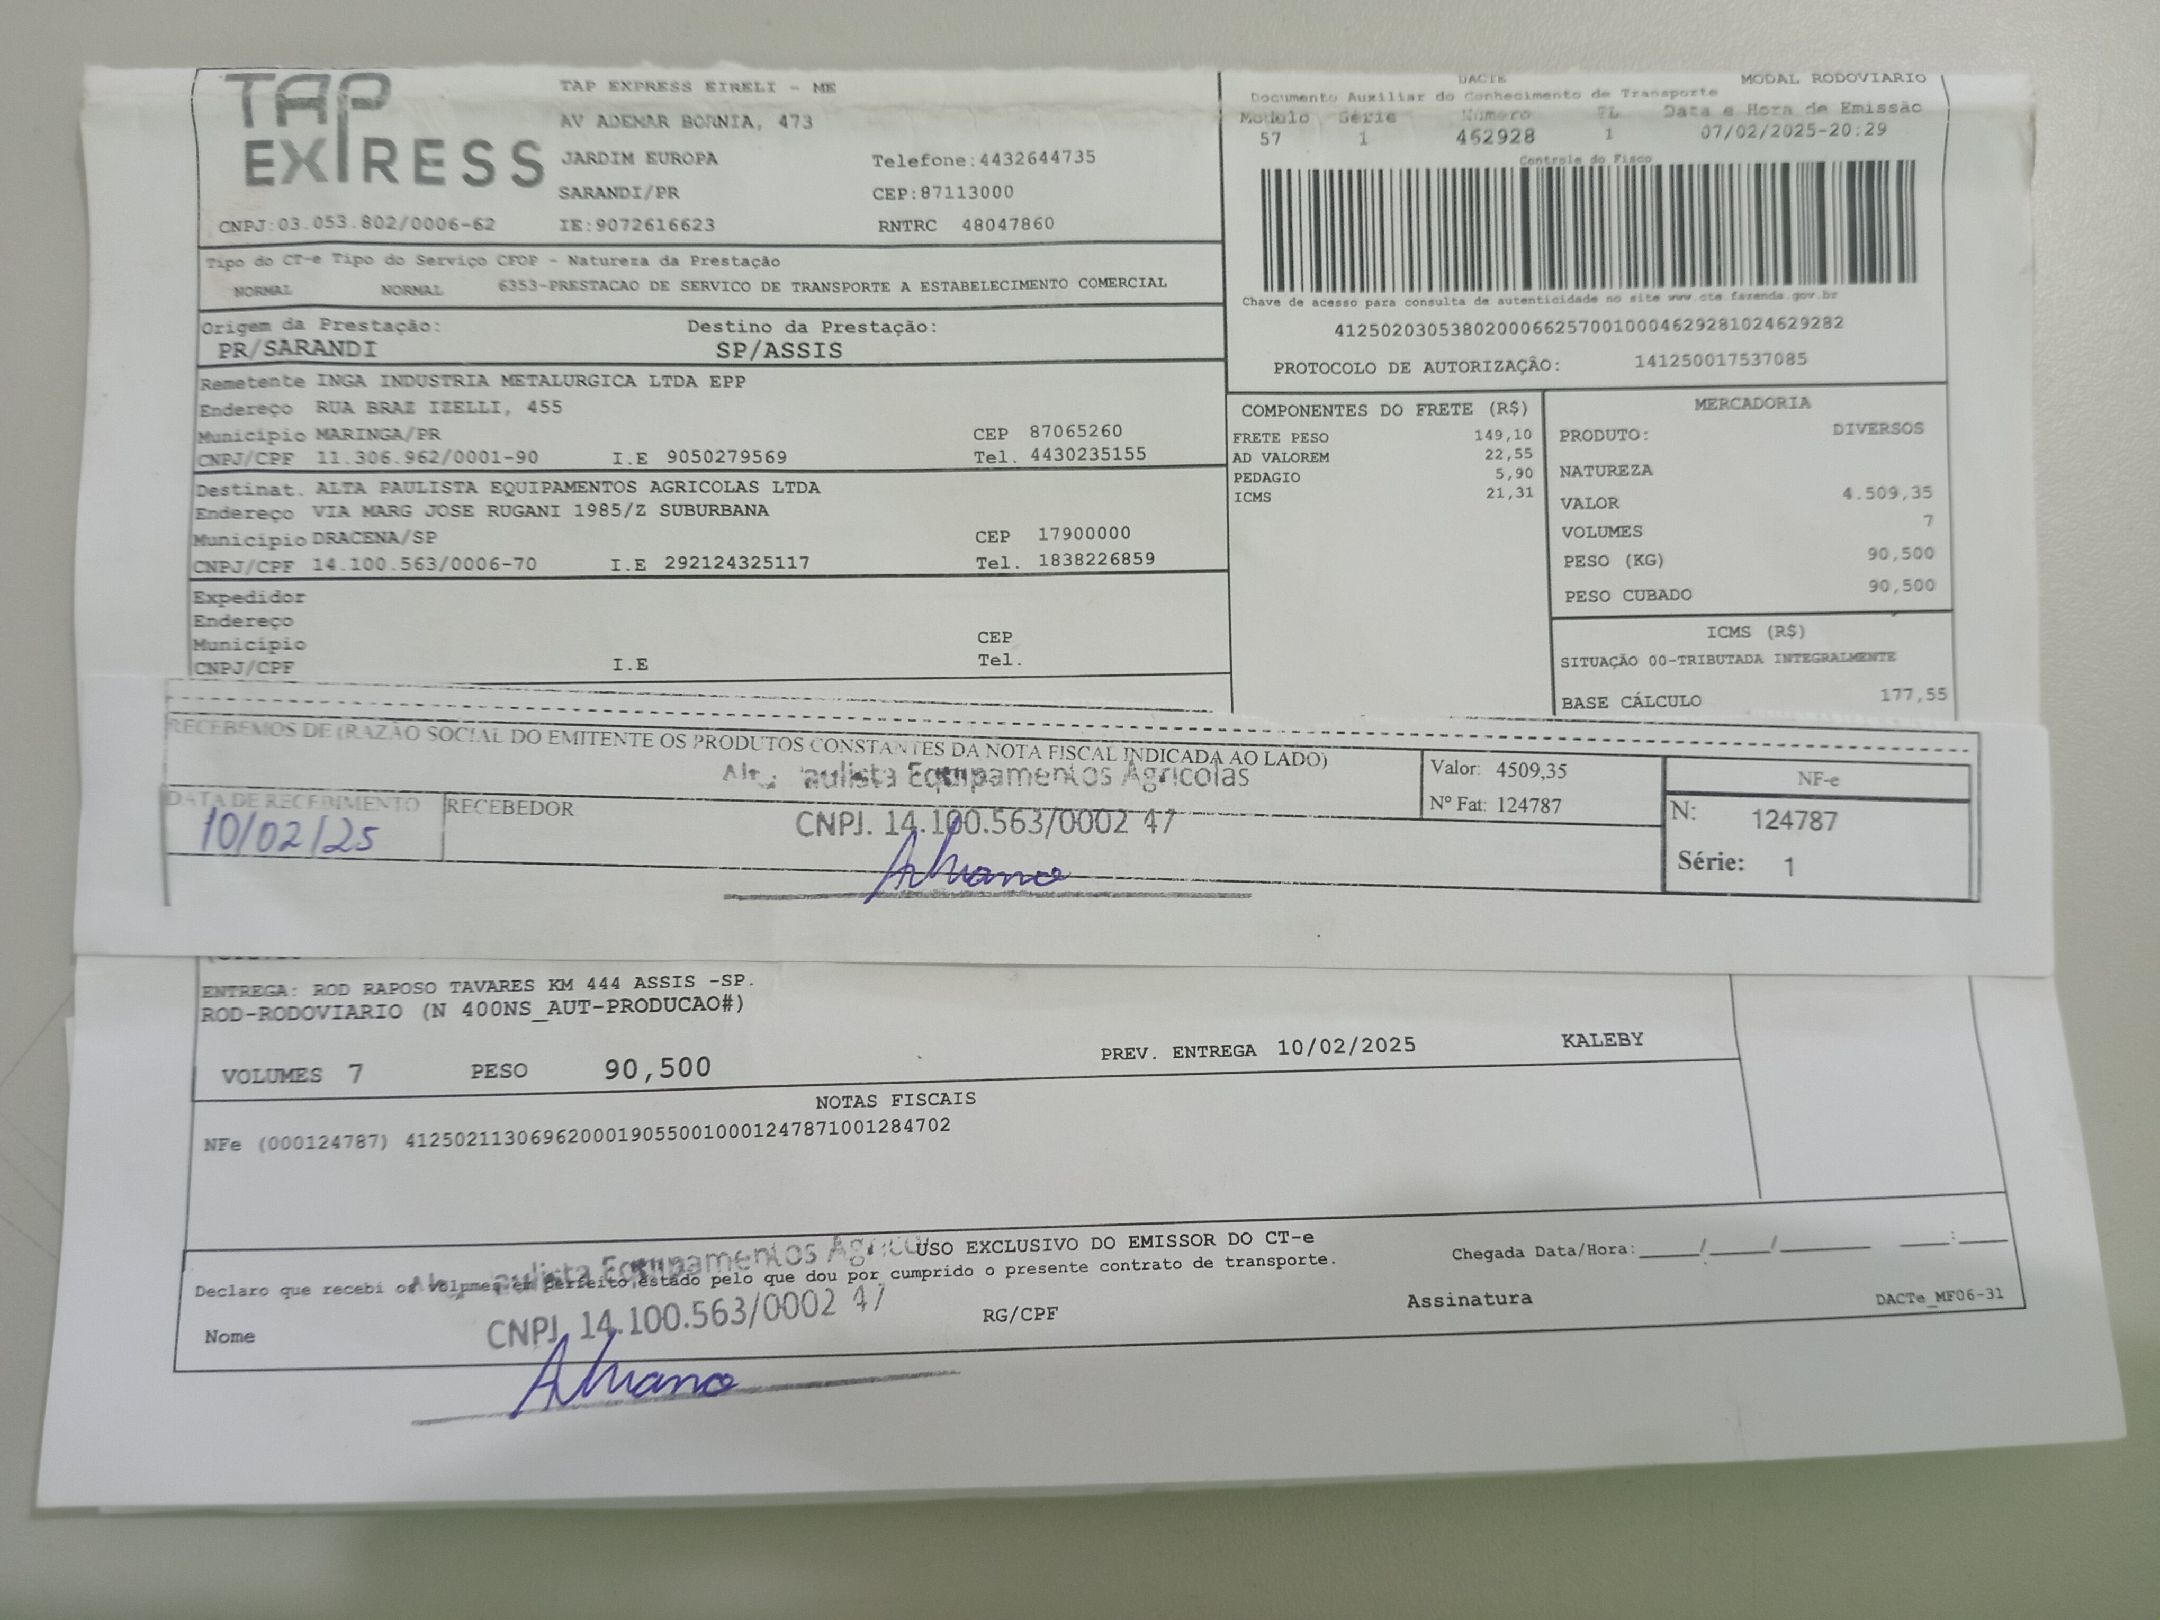 TAP EXPRESS
TAP EXPRESS EIRELI - ME
AV ADEMAR BORNIA, 473
JARDIM EUROPA Telefone:4432644735
SARANDI/PR CEP:87113000
CNPJ:03.053.802/0006-62 IE:9072616623 RNTRC 48047860
DACTE MODAL RODOVIARIO
Documento Auxiliar do Conhecimento de Transporte
Modulo Série Número FL Data e Hora de Emissão
57 1 462928 1 07/02/2025-20:29
Controle do Fisco
Chave de acesso para consulta de autenticidade no site www.cte.fazenda.gov.br
41250203053802000662570010004629281024629282
PROTOCOLO DE AUTORIZAÇÃO: 141250017537085
Tipo do CT-e Tipo do Serviço CFOP - Natureza da Prestação
NORMAL NORMAL 6353-PRESTACAO DE SERVICO DE TRANSPORTE A ESTABELECIMENTO COMERCIAL
Origem da Prestação: Destino da Prestação:
PR/SARANDI SP/ASSIS
Remetente INGA INDUSTRIA METALURGICA LTDA EPP
Endereço RUA BRAZ IZELLI, 455
Município MARINGA/PR CEP 87065260
CNPJ/CPF 11.306.962/0001-90 I.E 9050279569 Tel. 4430235155
Destinat. ALTA PAULISTA EQUIPAMENTOS AGRICOLAS LTDA
Endereço VIA MARG JOSE RUGANI 1985/Z SUBURBANA
Município DRACENA/SP CEP 17900000
CNPJ/CPF 14.100.563/0006-70 I.E 292124325117 Tel. 1838226859
Expedidor
Endereço
Município CEP
CNPJ/CPF I.E Tel.
COMPONENTES DO FRETE (R$)
FRETE PESO 149,10
AD VALOREM 22,55
PEDAGIO 5,90
ICMS 21,31
MERCADORIA
PRODUTO: DIVERSOS
NATUREZA
VALOR 4.509,35
VOLUMES 7
PESO (KG) 90,500
PESO CUBADO 90,500
ICMS (R$)
SITUAÇÃO 00-TRIBUTADA INTEGRALMENTE
BASE CÁLCULO 177,55
RECEBEMOS DE (RAZÃO SOCIAL DO EMITENTE OS PRODUTOS CONSTANTES DA NOTA FISCAL INDICADA AO LADO)
aulista Equipamentos Agricolas
CNPJ. 14.100.563/0002 47
DATA DE RECEBIMENTO RECEBEDOR
10/02/25
Valor: 4509,35
Nº Fat: 124787
NF-e
N: 124787
Série: 1
ENTREGA: ROD RAPOSO TAVARES KM 444 ASSIS -SP.
ROD-RODOVIARIO (N 400NS_AUT-PRODUCAO#)
VOLUMES 7 PESO 90,500 PREV. ENTREGA 10/02/2025 KALEBY
NOTAS FISCAIS
NFe (000124787) 41250211306962000190550010001247871001284702
USO EXCLUSIVO DO EMISSOR DO CT-e
Chegada Data/Hora:____/____/______ ____:____
Declaro que recebi os volumes em perfeito estado pelo que dou por cumprido o presente contrato de transporte.
aulista Equipamentos
CNPJ 14.100.563/0002 47
Nome RG/CPF Assinatura DACTe_MF06-31